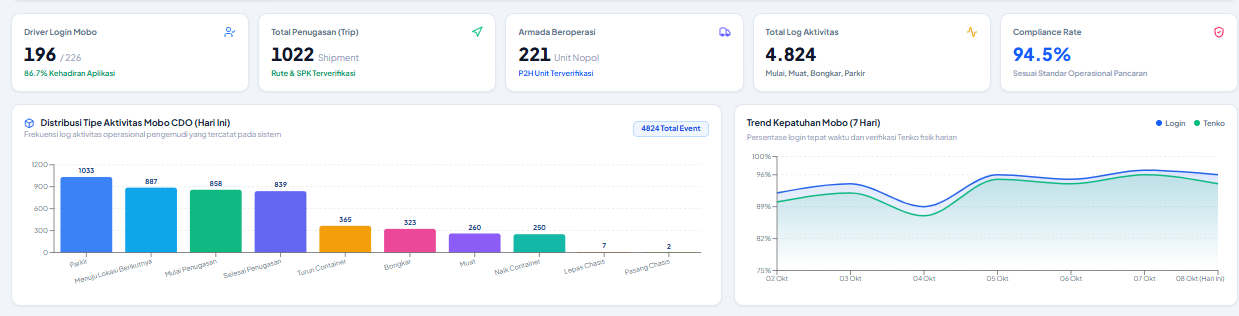 Driver Login Mobo
196 / 226
86.7% Kehadiran Aplikasi
Total Penugasan (Trip)
1022 Shipment
Rute & SPK Terverifikasi
Armada Beroperasi
221 Unit Nopol
P2H Unit Terverifikasi
Total Log Aktivitas
4.824
Mulai, Muat, Bongkar, Parkir
Compliance Rate
94.5%
Sesuai Standar Operasional Pancaran
Distribusi Tipe Aktivitas Mobo CDO (Hari Ini)
Frekuensi log aktivitas operasional pengemudi yang tercatat pada sistem
4824 Total Event
1200
900
600
300
0
1033
887
858
839
365
323
260
250
7
2
Parkir
Menuju Lokasi Berikutnya
Mulai Penugasan
Selesai Penugasan
Turun Container
Bongkar
Muat
Naik Container
Lepas Chasis
Pasang Chasis
Trend Kepatuhan Mobo (7 Hari)
Persentase login tepat waktu dan verifikasi Tenko fisik harian
Login
Tenko
100%
96%
89%
82%
75%
02 Okt
03 Okt
04 Okt
05 Okt
06 Okt
07 Okt
08 Okt (Hari Ini)